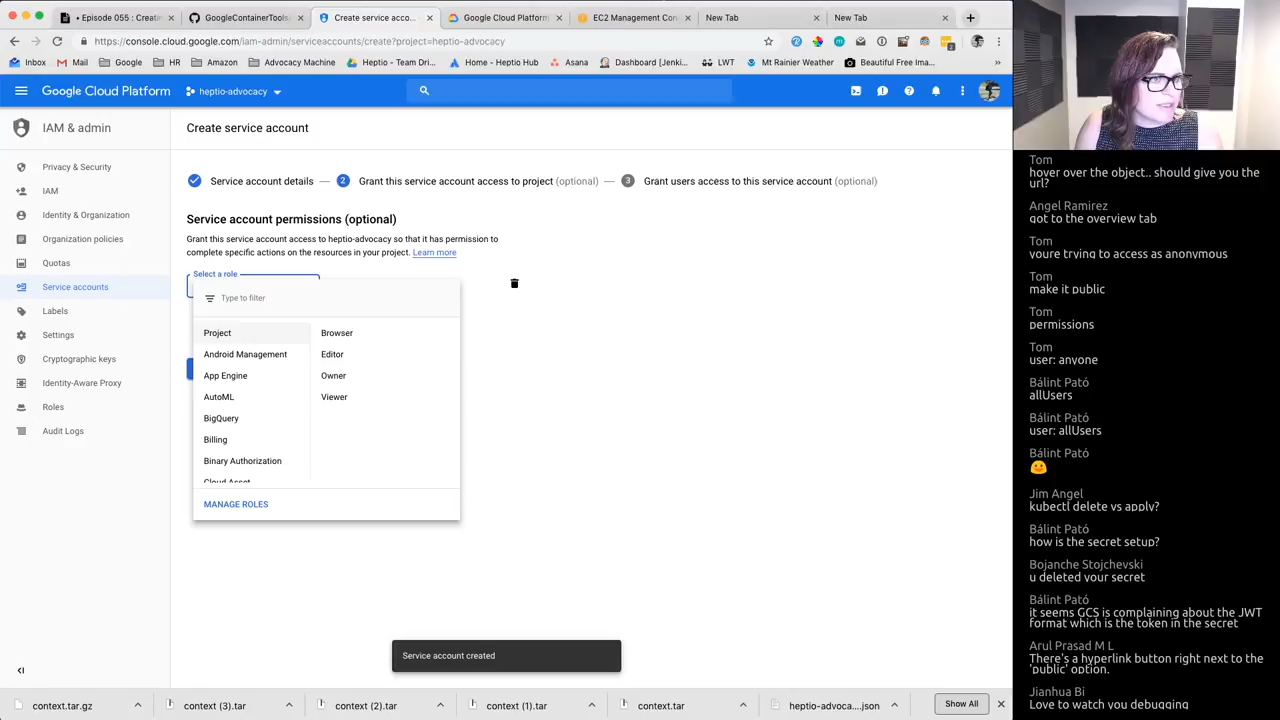 • Episode 055 : Creatin
GoogleContainerTools
Create service acco...
Google Cloud Platform
EC2 Management Con
New Tab
New Tab
https://console.cloud.google.com/iam-admin/serviceaccounts/create?project=heptio-advocacy
Inbox
Mail
Google
HR
Amazon
Advocacy Machine
Heptio - Team Dri...
Home - Heptio Hub
Asana
Dashboard [Jenki...
LWT
Mt Rainier Weather
Beautiful Free Ima...
Google Cloud Platform
heptio-advocacy
IAM & admin
Create service account
Privacy & Security
IAM
Identity & Organization
Organization policies
Quotas
Service accounts
Labels
Settings
Cryptographic keys
Identity-Aware Proxy
Roles
Audit Logs
Service account details
2 Grant this service account access to project (optional)
3 Grant users access to this service account (optional)
Service account permissions (optional)
Grant this service account access to heptio-advocacy so that it has permission to
complete specific actions on the resources in your project. Learn more
Select a role
Type to filter
Project
Android Management
App Engine
AutoML
BigQuery
Billing
Binary Authorization
Cloud Asset
Browser
Editor
Owner
Viewer
MANAGE ROLES
Service account created
context.tar.gz
context (3).tar
context (2).tar
context (1).tar
context.tar
heptio-advoca....json
Show All
Tom
hover over the object.. should give you the
url?
Angel Ramirez
got to the overview tab
Tom
youre trying to access as anonymous
Tom
make it public
Tom
permissions
Tom
user: anyone
Bálint Pató
allUsers
Bálint Pató
user: allUsers
Bálint Pató
Jim Angel
kubectl delete vs apply?
Bálint Pató
how is the secret setup?
Bojanche Stojchevski
u deleted your secret
Bálint Pató
it seems GCS is complaining about the JWT
format which is the token in the secret
Arul Prasad M L
There's a hyperlink button right next to the
'public' option.
Jianhua Bi
Love to watch you debugging